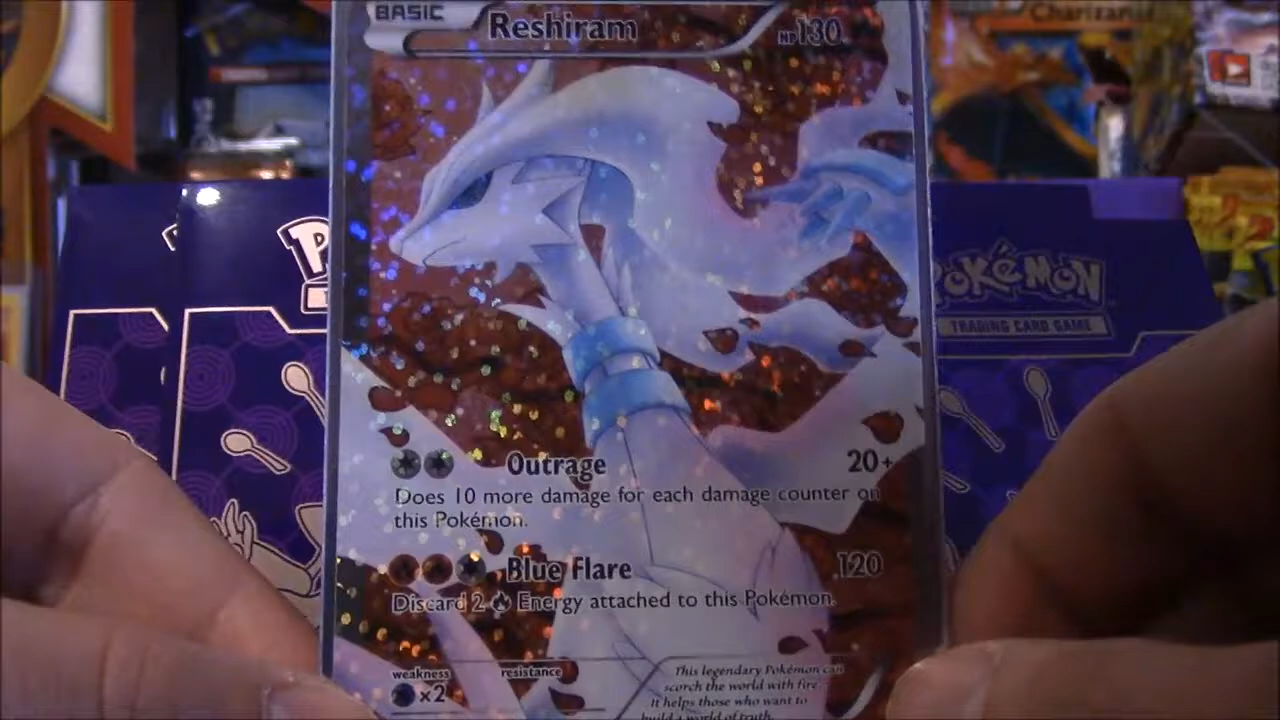 BASIC
Reshiram
HP130
Charizard
POKéMON
TRADING CARD GAME
Outrage 20+
Does 10 more damage for each damage counter on
this Pokémon.
Blue Flare 120
Discard 2 Energy attached to this Pokémon.
weakness
resistance
×2
This legendary Pokémon can
scorch the world with fire.
It helps those who want to
build a world of truth.